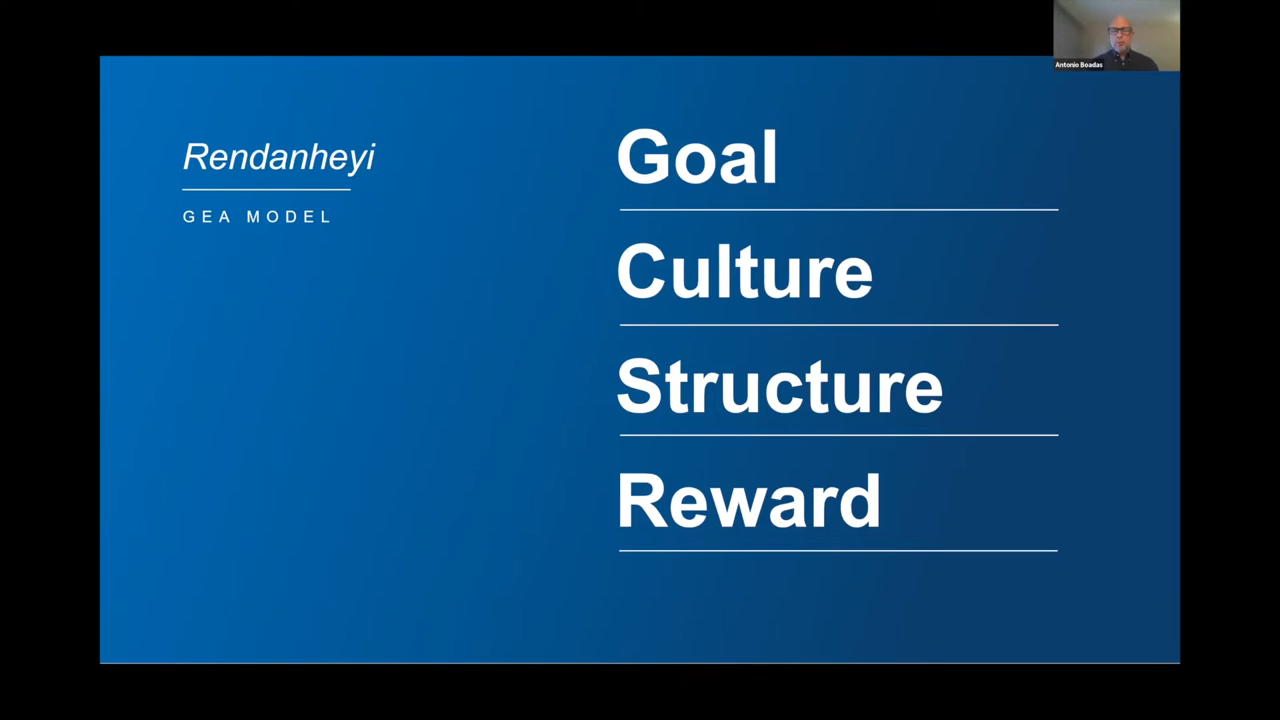 Rendanheyi
GEA MODEL
Goal
Culture
Structure
Reward
Antonio Boadas